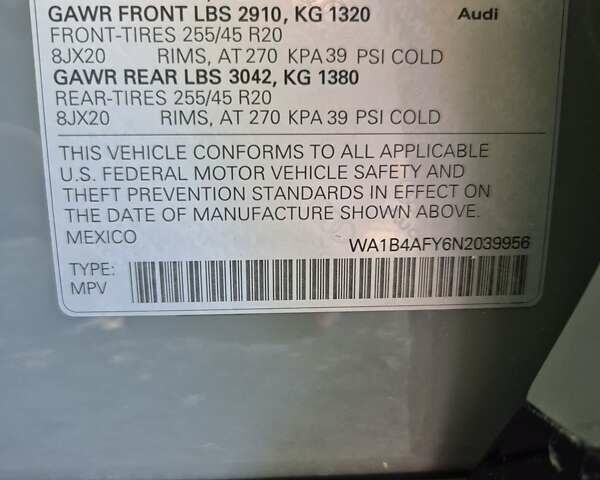 GAWR FRONT LBS 2910, KG 1320 Audi
FRONT-TIRES 255/45 R20
8JX20 RIMS, AT 270 KPA 39 PSI COLD
GAWR REAR LBS 3042, KG 1380
REAR-TIRES 255/45 R20
8JX20 RIMS, AT 270 KPA 39 PSI COLD
THIS VEHICLE CONFORMS TO ALL APPLICABLE
U.S. FEDERAL MOTOR VEHICLE SAFETY AND
THEFT PREVENTION STANDARDS IN EFFECT ON
THE DATE OF MANUFACTURE SHOWN ABOVE.
MEXICO WA1B4AFY6N2039956
TYPE:
MPV